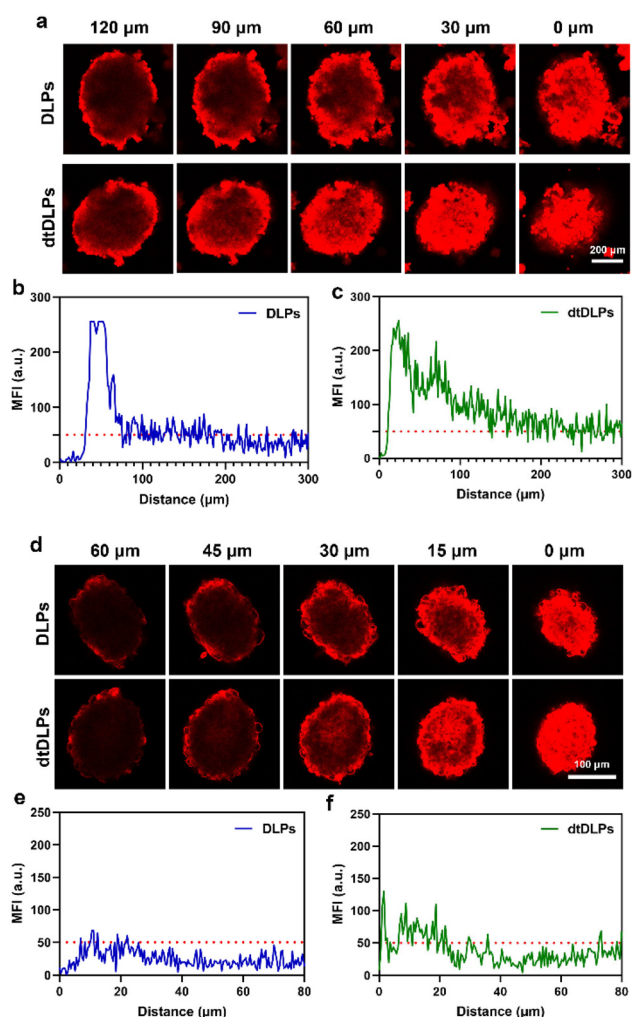 a
120 µm 90 µm 60 µm 30 µm 0 µm
DLPs
dtDLPs
200 µm
b
300
200
100
0
MFI (a.u.)
DLPs
0 100 200 300
Distance (µm)
c
300
200
100
0
MFI (a.u.)
dtDLPs
0 100 200 300
Distance (µm)
d
60 µm 45 µm 30 µm 15 µm 0 µm
DLPs
dtDLPs
100 µm
e
250
200
150
100
50
0
MFI (a.u.)
DLPs
0 20 40 60 80
Distance (µm)
f
250
200
150
100
50
0
MFI (a.u.)
dtDLPs
0 20 40 60 80
Distance (µm)